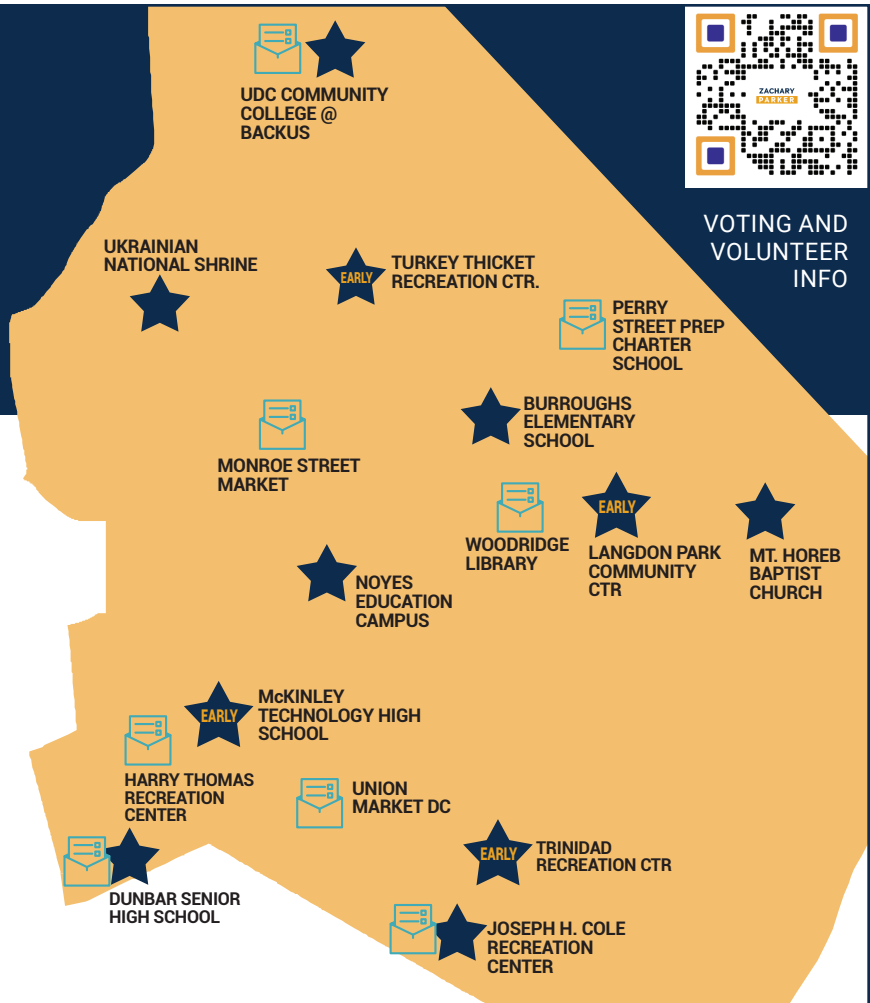 UDC COMMUNITY
COLLEGE @
BACKUS
ZACHARY
PARKER
VOTING AND
VOLUNTEER
INFO
UKRAINIAN
NATIONAL SHRINE
EARLY
TURKEY THICKET
RECREATION CTR.
PERRY
STREET PREP
CHARTER
SCHOOL
BURROUGHS
ELEMENTARY
SCHOOL
MONROE STREET
MARKET
WOODRIDGE
LIBRARY
EARLY
LANGDON PARK
COMMUNITY
CTR
MT. HOREB
BAPTIST
CHURCH
NOYES
EDUCATION
CAMPUS
EARLY
McKINLEY
TECHNOLOGY HIGH
SCHOOL
HARRY THOMAS
RECREATION
CENTER
UNION
MARKET DC
EARLY
TRINIDAD
RECREATION CTR
DUNBAR SENIOR
HIGH SCHOOL
JOSEPH H. COLE
RECREATION
CENTER